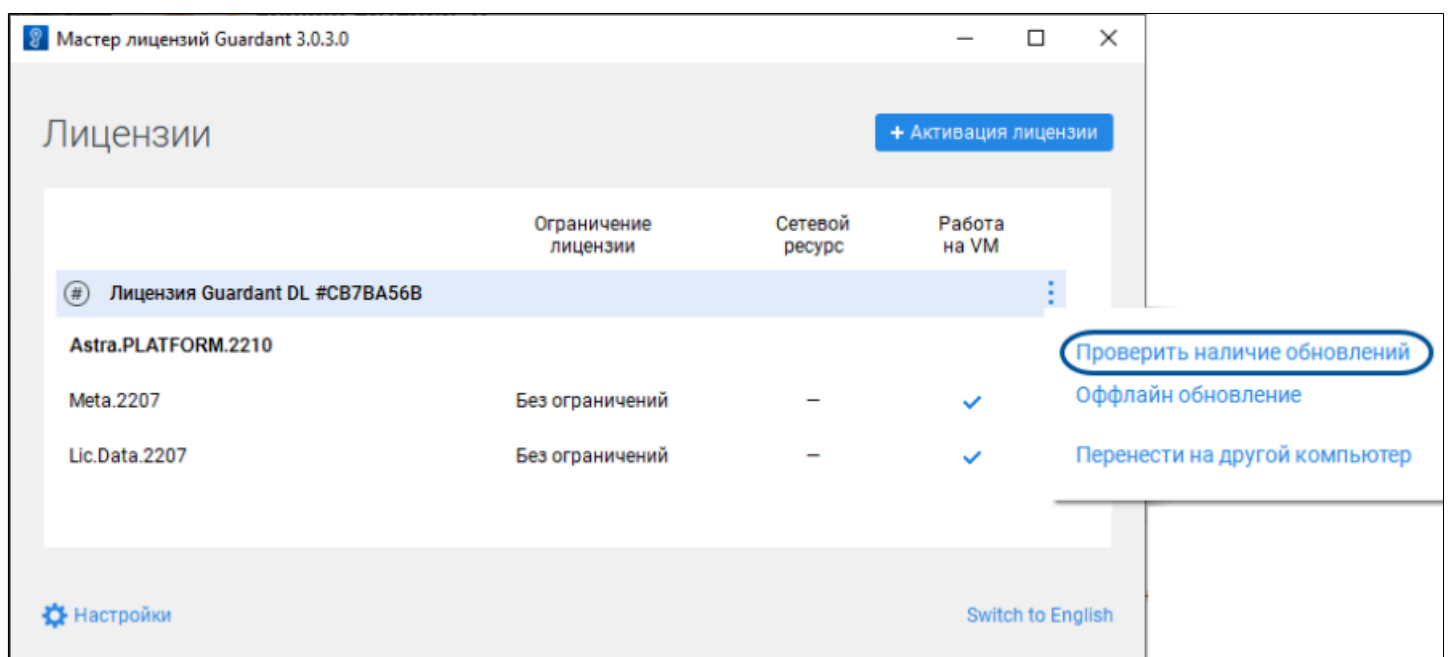 Мастер лицензий Guardant 3.0.3.0
Лицензии
+ Активация лицензии
Ограничение лицензии
Сетевой ресурс
Работа на VM
# Лицензия Guardant DL #CB7BA56B
Astra.PLATFORM.2210
Проверить наличие обновлений
Meta.2207 Без ограничений – ✓
Оффлайн обновление
Lic.Data.2207 Без ограничений – ✓
Перенести на другой компьютер
Настройки
Switch to English